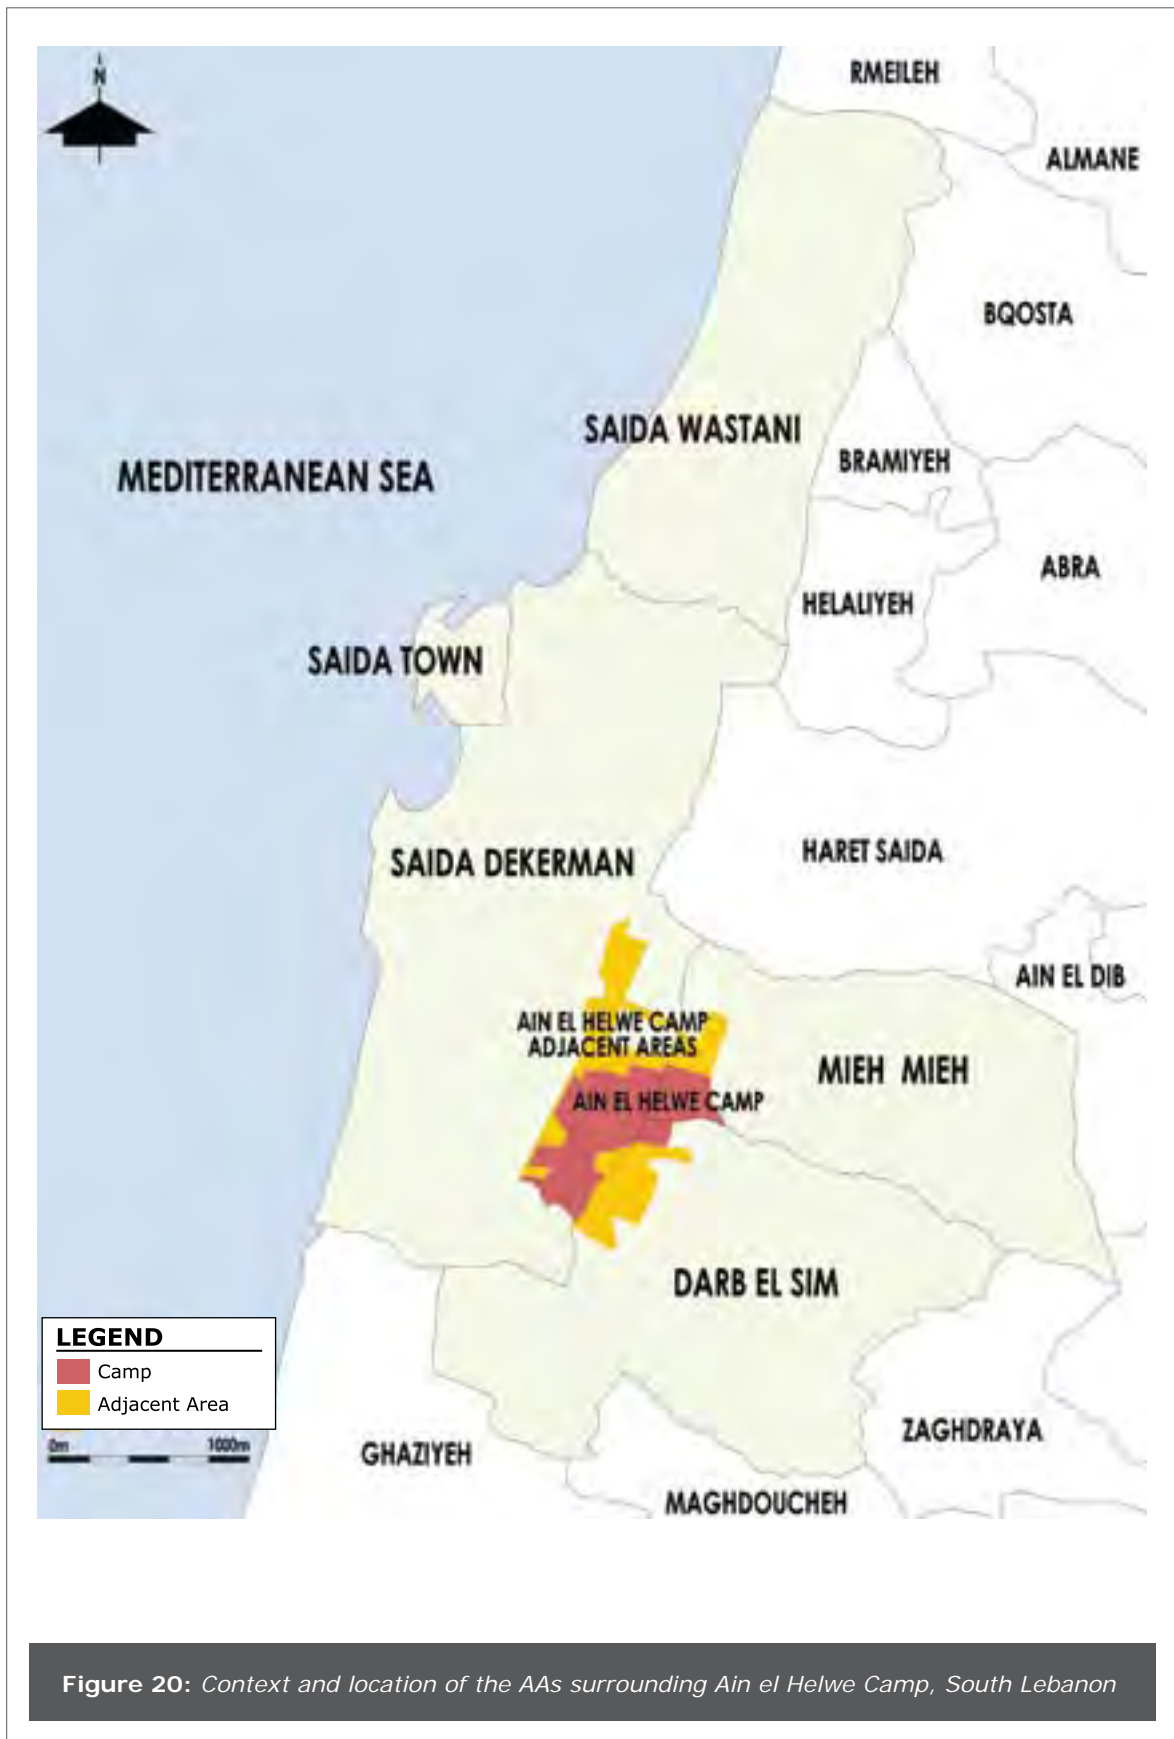 N
RMEILEH
ALMANE
BQOSTA
SAIDA WASTANI
BRAMIYEH
MEDITERRANEAN SEA
ABRA
HELALIYEH
SAIDA TOWN
HARET SAIDA
SAIDA DEKERMAN
AIN EL DIB
AIN EL HELWE CAMP
ADJACENT AREAS
MIEH MIEH
AIN EL HELWE CAMP
DARB EL SIM
LEGEND
Camp
Adjacent Area
0m 1000m
ZAGHDRAYA
GHAZIYEH
MAGHDOUCHEH
Figure 20: Context and location of the AAs surrounding Ain el Helwe Camp, South Lebanon